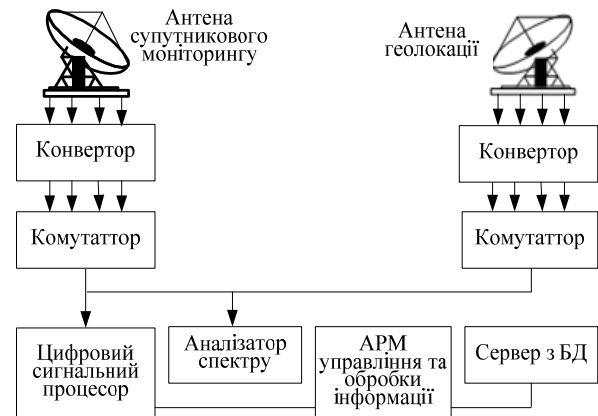 Антена
супутникового
моніторингу
Антена
геолокації
Конвертор
Конвертор
Комутаттор
Комутаттор
Цифровий
сигнальний
процесор
Аналізатор
спектру
АРМ
управління та
обробки
інформації
Сервер з БД